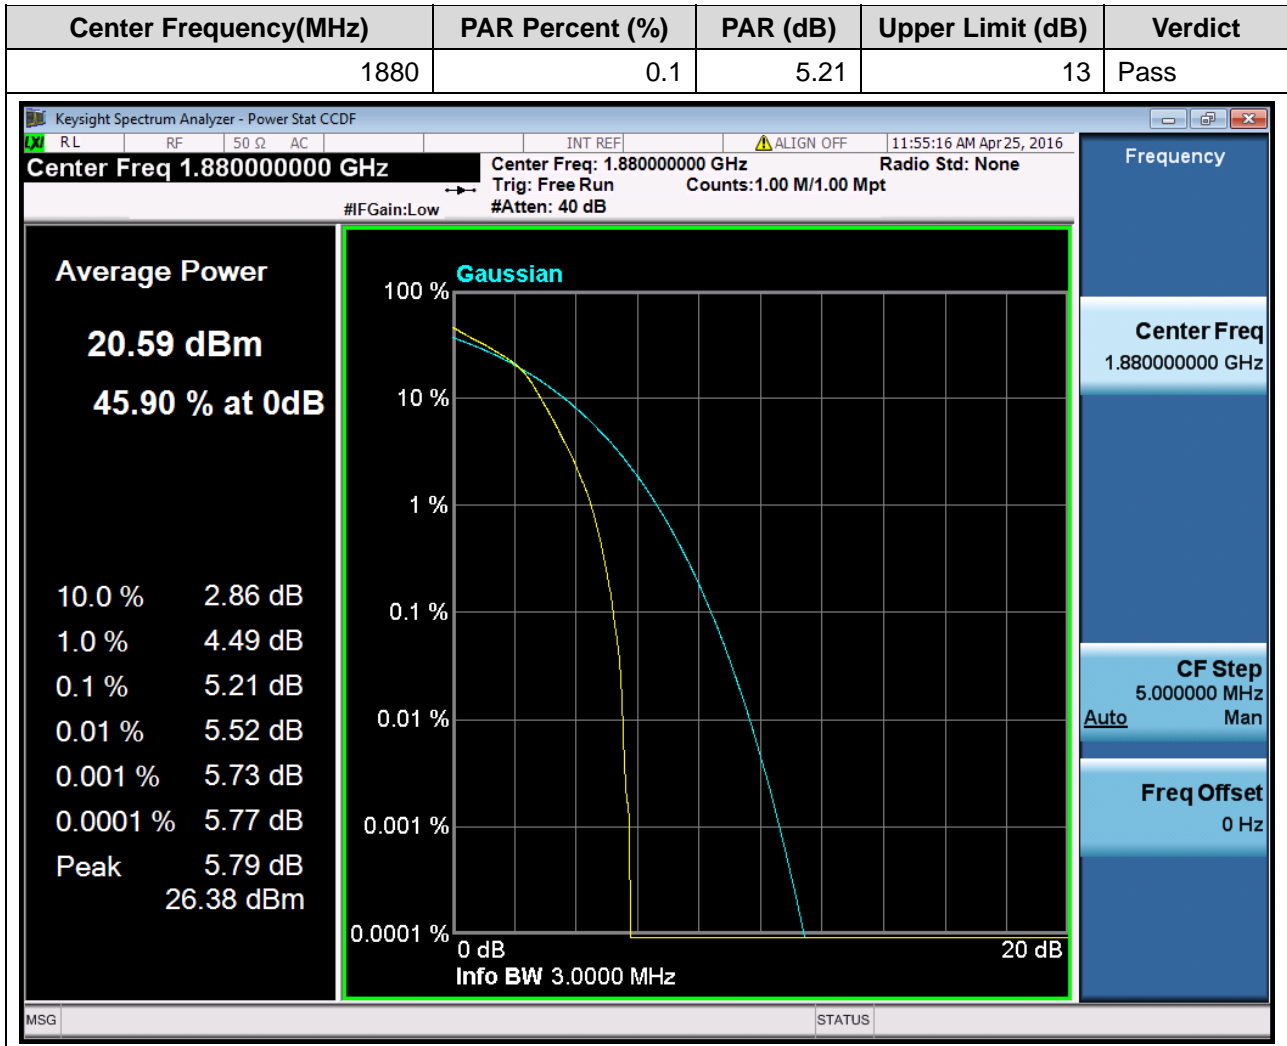 Center Frequency(MHz) PAR Percent (%) PAR (dB) Upper Limit (dB) Verdict
1880 0.1 5.21 13 Pass
Keysight Spectrum Analyzer - Power Stat CCDF
LXI RL RF 50 Ω AC INT REF ALIGN OFF 11:55:16 AM Apr 25, 2016
Center Freq 1.880000000 GHz
Center Freq: 1.880000000 GHz Radio Std: None
Trig: Free Run Counts:1.00 M/1.00 Mpt
#IFGain:Low #Atten: 40 dB
Average Power
20.59 dBm
45.90 % at 0dB
10.0 % 2.86 dB
1.0 % 4.49 dB
0.1 % 5.21 dB
0.01 % 5.52 dB
0.001 % 5.73 dB
0.0001 % 5.77 dB
Peak 5.79 dB
26.38 dBm
Gaussian
100 %
10 %
1 %
0.1 %
0.01 %
0.001 %
0.0001 %
0 dB 20 dB
Info BW 3.0000 MHz
Frequency
Center Freq
1.880000000 GHz
CF Step
5.000000 MHz
Auto Man
Freq Offset
0 Hz
MSG STATUS